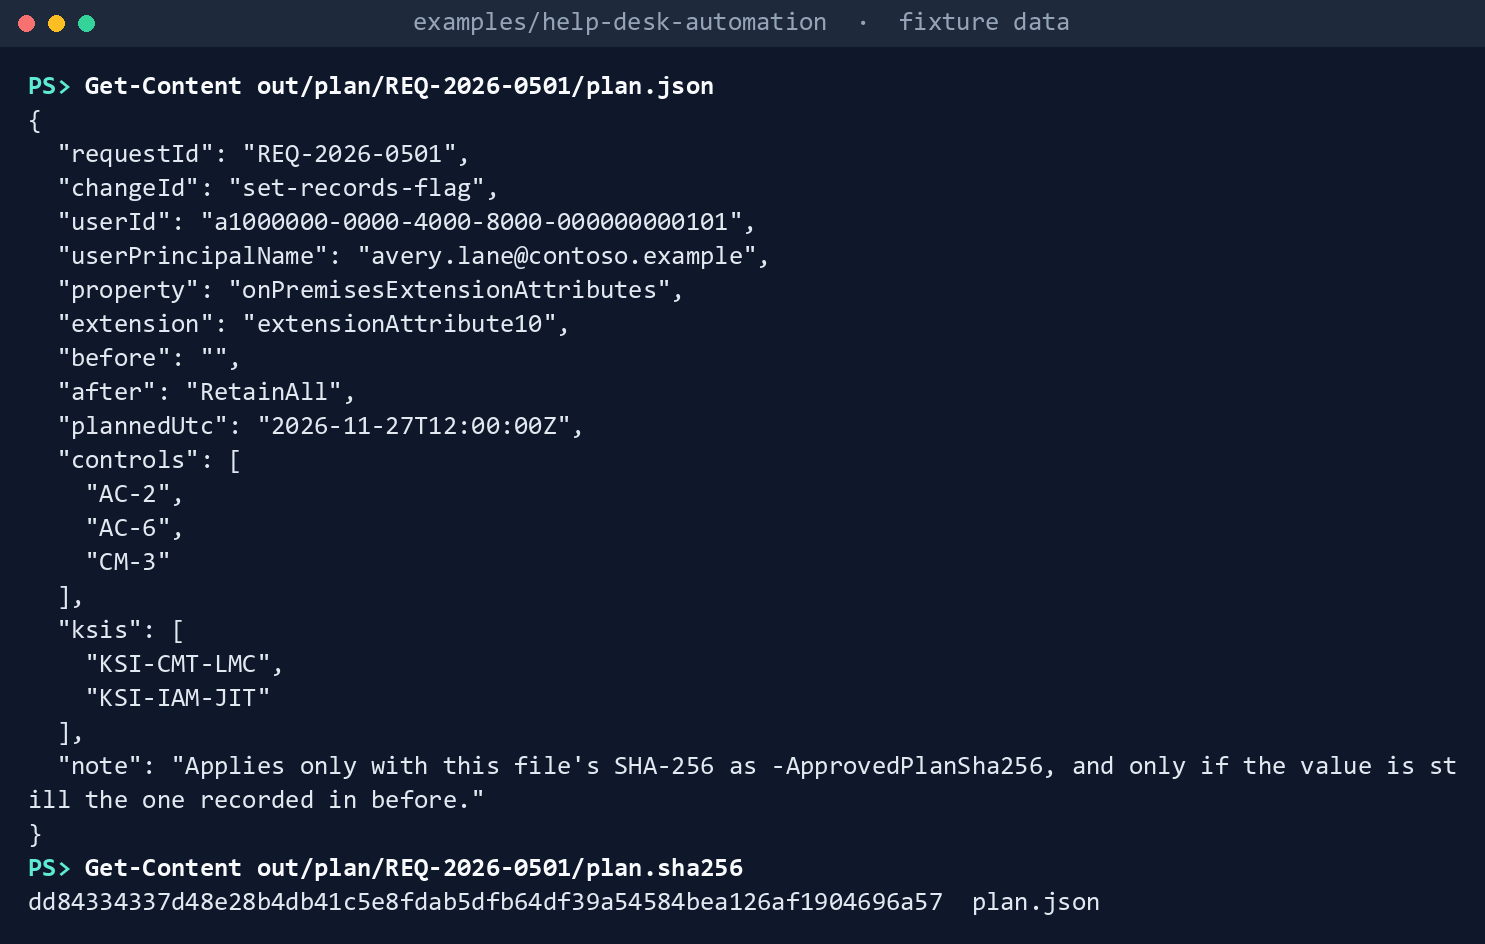 examples/help-desk-automation · fixture data
PS> Get-Content out/plan/REQ-2026-0501/plan.json
{
  "requestId": "REQ-2026-0501",
  "changeId": "set-records-flag",
  "userId": "a1000000-0000-4000-8000-000000000101",
  "userPrincipalName": "avery.lane@contoso.example",
  "property": "onPremisesExtensionAttributes",
  "extension": "extensionAttribute10",
  "before": "",
  "after": "RetainAll",
  "plannedUtc": "2026-11-27T12:00:00Z",
  "controls": [
    "AC-2",
    "AC-6",
    "CM-3"
  ],
  "ksis": [
    "KSI-CMT-LMC",
    "KSI-IAM-JIT"
  ],
  "note": "Applies only with this file's SHA-256 as -ApprovedPlanSha256, and only if the value is st
ill the one recorded in before."
}
PS> Get-Content out/plan/REQ-2026-0501/plan.sha256
dd84334337d48e28b4db41c5e8fdab5dfb64df39a54584bea126af1904696a57  plan.json